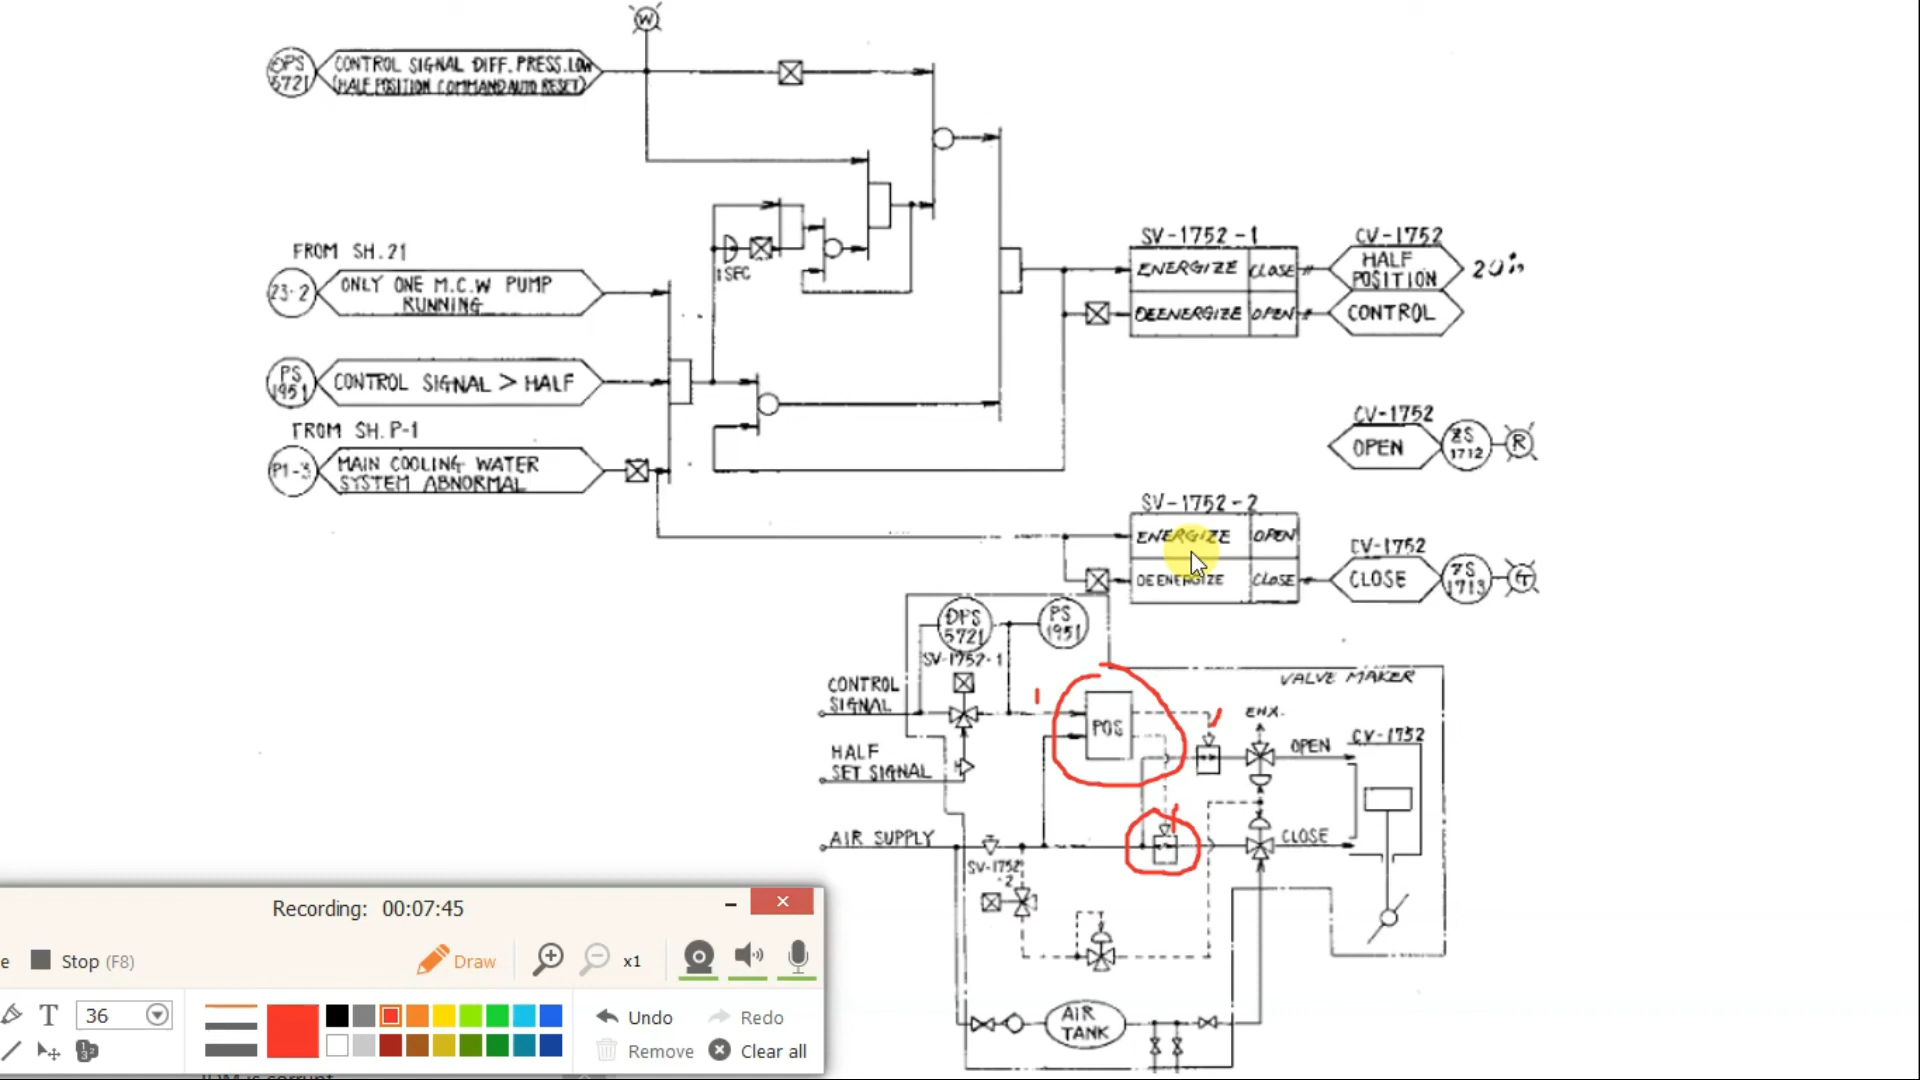 W
DPS
5721
CONTROL SIGNAL DIFF. PRESS. LOW
(HALF POSITION COMMAND AUTO RESET)
FROM SH. 21
23-2
ONLY ONE M.C.W PUMP
RUNNING
1 SEC
PS
1951
CONTROL SIGNAL > HALF
FROM SH. P-1
P1-3
MAIN COOLING WATER
SYSTEM ABNORMAL
SV-1752-1
ENERGIZE CLOSE
DEENERGIZE OPEN
CV-1752
HALF
POSITION
CONTROL
CV-1752
OPEN
ZS
1712
R
SV-1752-2
ENERGIZE OPEN
DEENERGIZE CLOSE
CV-1752
CLOSE
ZS
1713
G
DPS
5721
PS
1951
SV-1752-1
CONTROL
SIGNAL
HALF
SET SIGNAL
AIR SUPPLY
POS
VALVE MAKER
OPEN
CV-1752
CLOSE
SV-1752
-2
AIR
TANK
Recording: 00:07:45
Stop (F8)
Draw
x1
T
36
Undo
Redo
Remove
Clear all